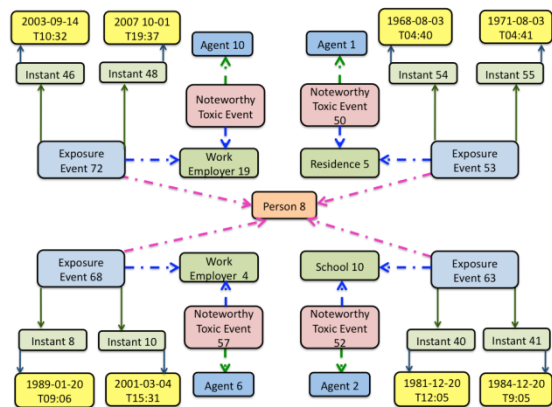 2003-09-14
T10:32
2007 10-01
T19:37
1968-08-03
T04:40
1971-08-03
T04:41
Agent 10
Agent 1
Instant 46
Instant 48
Instant 54
Instant 55
Noteworthy
Toxic Event
Noteworthy
Toxic Event
50
Exposure
Event 72
Work
Employer 19
Residence 5
Exposure
Event 53
Person 8
Exposure
Event 68
Work
Employer 4
School 10
Exposure
Event 63
Noteworthy
Toxic Event
57
Noteworthy
Toxic Event
52
Instant 8
Instant 10
Instant 40
Instant 41
1989-01-20
T09:06
2001-03-04
T15:31
Agent 6
Agent 2
1981-12-20
T12:05
1984-12-20
T9:05